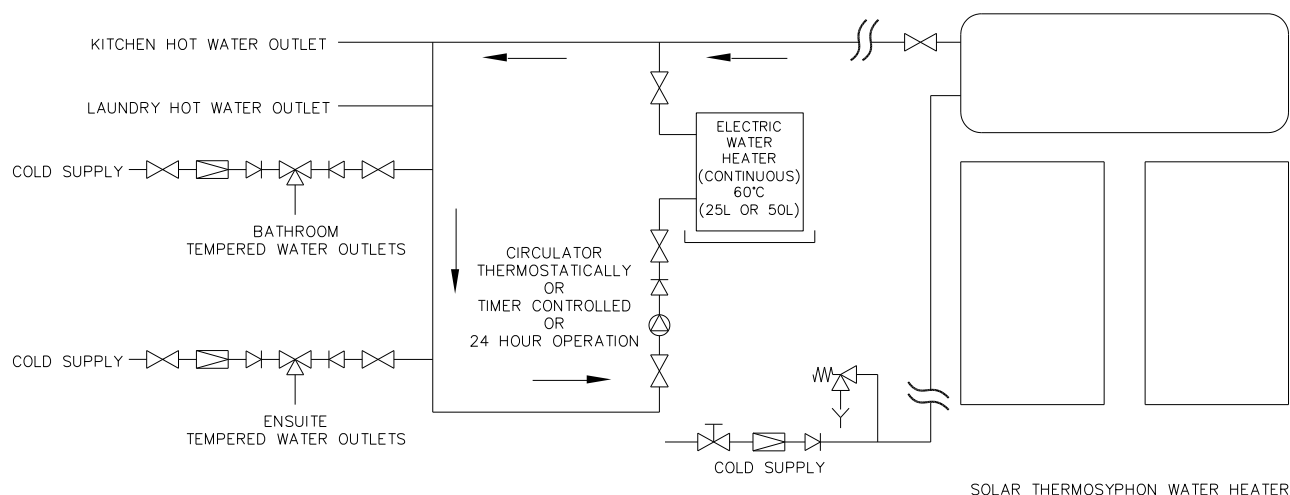 KITCHEN HOT WATER OUTLET
LAUNDRY HOT WATER OUTLET
ELECTRIC
WATER
HEATER
(CONTINUOUS)
60°C
(25L OR 50L)
COLD SUPPLY
BATHROOM
TEMPERED WATER OUTLETS
CIRCULATOR
THERMOSTATICALLY
OR
TIMER CONTROLLED
OR
24 HOUR OPERATION
COLD SUPPLY
ENSUITE
TEMPERED WATER OUTLETS
COLD SUPPLY
SOLAR THERMOSYPHON WATER HEATER